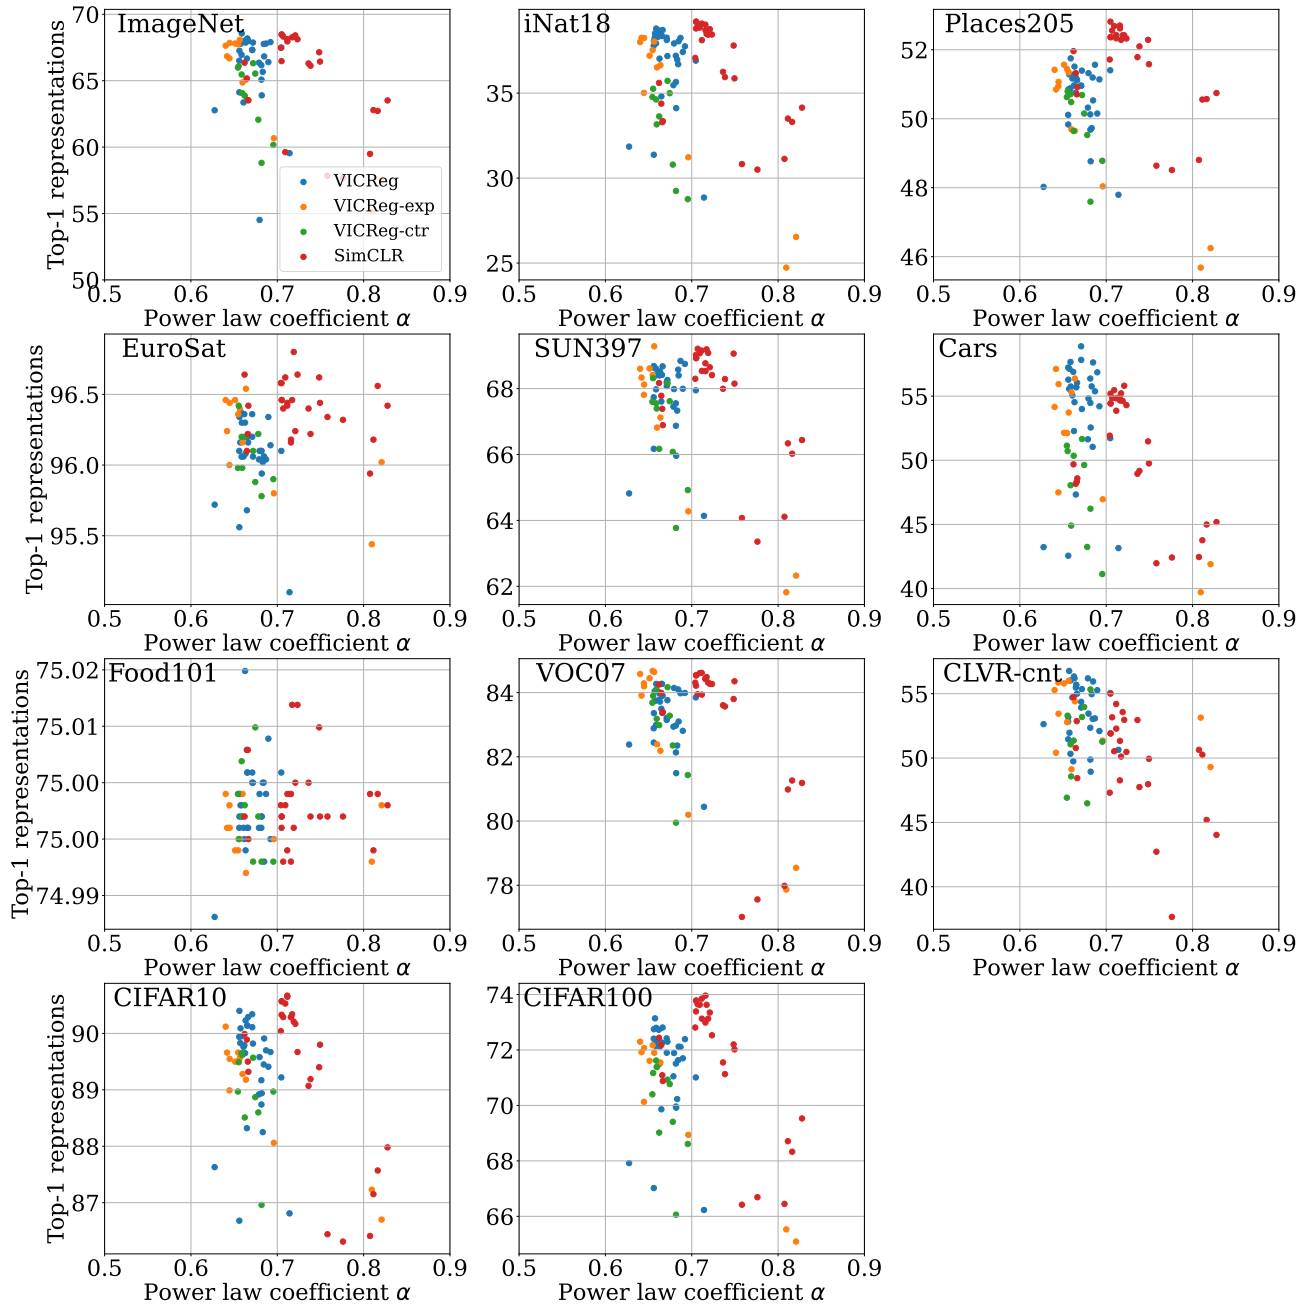 ImageNet
70
65
60
55
50
Top-1 representations
VICReg
VICReg-exp
VICReg-ctr
SimCLR
0.5 0.6 0.7 0.8 0.9
Power law coefficient α
iNat18
35
30
25
0.5 0.6 0.7 0.8 0.9
Power law coefficient α
Places205
52
50
48
46
0.5 0.6 0.7 0.8 0.9
Power law coefficient α
EuroSat
96.5
96.0
95.5
Top-1 representations
0.5 0.6 0.7 0.8 0.9
Power law coefficient α
SUN397
68
66
64
62
0.5 0.6 0.7 0.8 0.9
Power law coefficient α
Cars
55
50
45
40
0.5 0.6 0.7 0.8 0.9
Power law coefficient α
Food101
75.02
75.01
75.00
75.00
74.99
Top-1 representations
0.5 0.6 0.7 0.8 0.9
Power law coefficient α
VOC07
84
82
80
78
0.5 0.6 0.7 0.8 0.9
Power law coefficient α
CLVR-cnt
55
50
45
40
0.5 0.6 0.7 0.8 0.9
Power law coefficient α
CIFAR10
90
89
88
87
Top-1 representations
0.5 0.6 0.7 0.8 0.9
Power law coefficient α
CIFAR100
74
72
70
68
66
0.5 0.6 0.7 0.8 0.9
Power law coefficient α